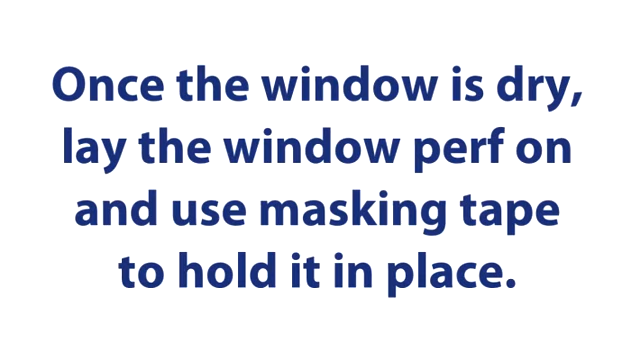 Once the window is dry,
lay the window perf on
and use masking tape
to hold it in place.